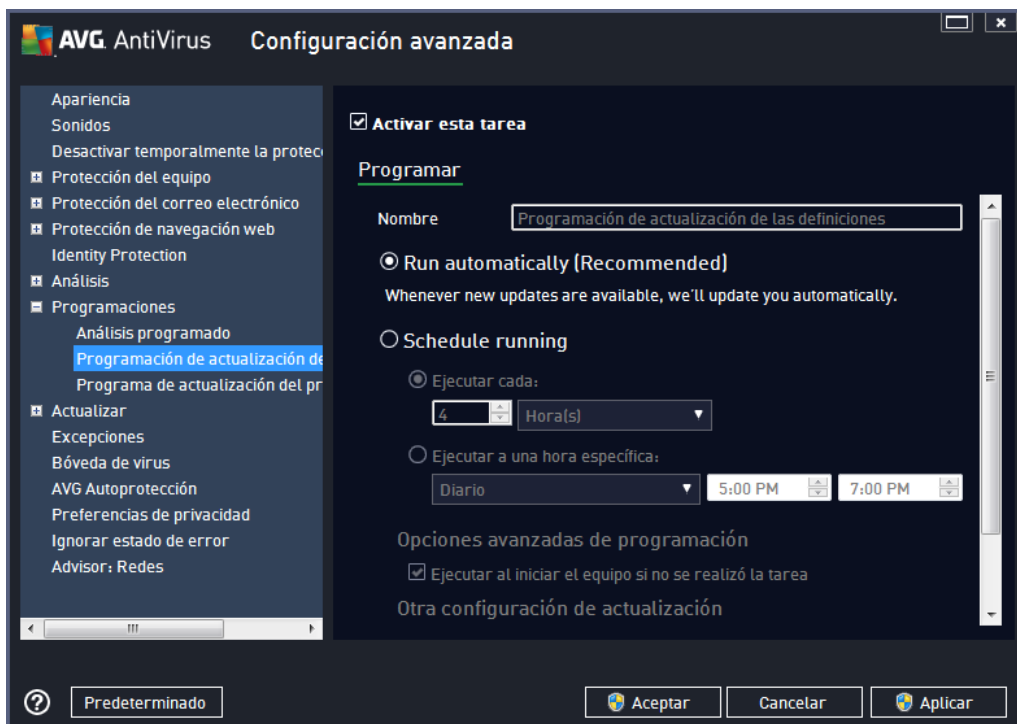 AVG. AntiVirus Configuración avanzada
Apariencia
Sonidos
Desactivar temporalmente la protec
Protección del equipo
Protección del correo electrónico
Protección de navegación web
Identity Protection
Análisis
Programaciones
Análisis programado
Programación de actualización de
Programa de actualización del pr
Actualizar
Excepciones
Bóveda de virus
AVG Autoprotección
Preferencias de privacidad
Ignorar estado de error
Advisor: Redes
Activar esta tarea
Programar
Nombre Programación de actualización de las definiciones
Run automatically (Recommended)
Whenever new updates are available, we'll update you automatically.
Schedule running
Ejecutar cada:
4 Hora(s)
Ejecutar a una hora específica:
Diario 5:00 PM 7:00 PM
Opciones avanzadas de programación
Ejecutar al iniciar el equipo si no se realizó la tarea
Otra configuración de actualización
? Predeterminado Aceptar Cancelar Aplicar